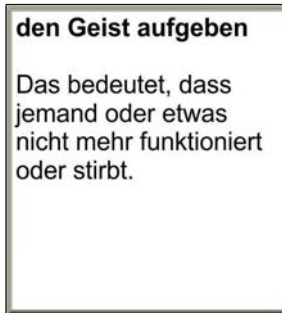 den Geist aufgeben
Das bedeutet, dass
jemand oder etwas
nicht mehr funktioniert
oder stirbt.